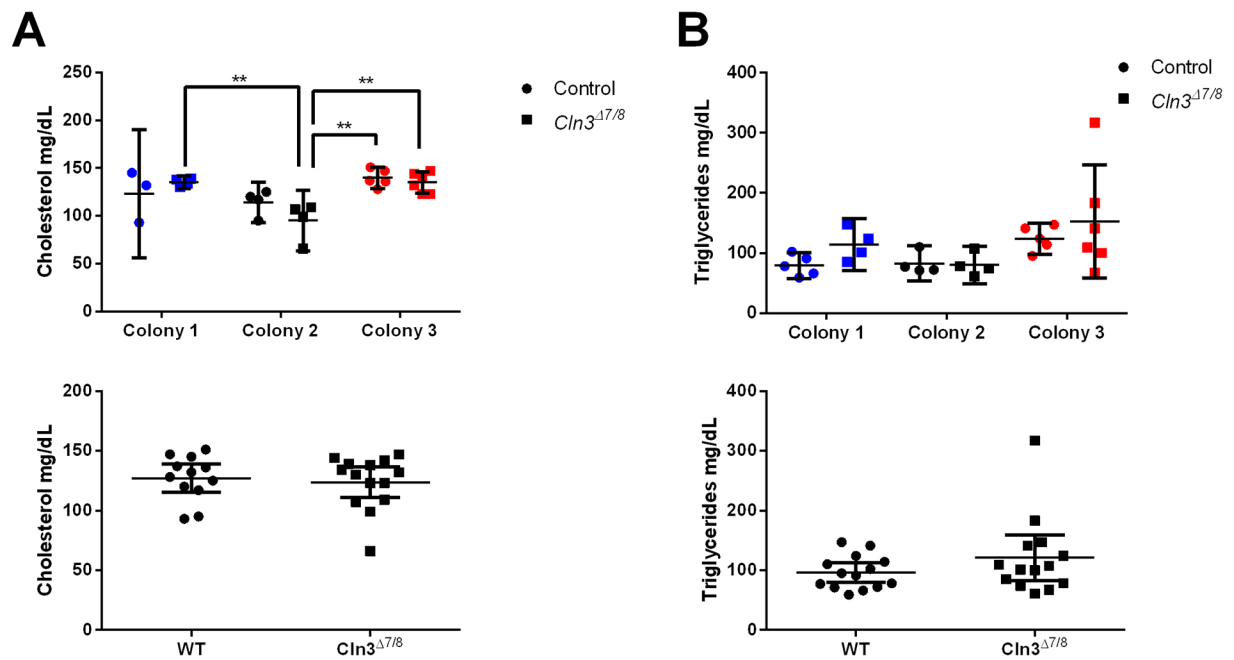 A
Cholesterol mg/dL
250
200
150
100
50
0
**
**
**
Control
Cln3Δ7/8
Colony 1
Colony 2
Colony 3
B
Triglycerides mg/dL
400
300
200
100
0
Control
Cln3Δ7/8
Colony 1
Colony 2
Colony 3
Cholesterol mg/dL
200
150
100
50
0
WT
Cln3Δ7/8
Triglycerides mg/dL
400
300
200
100
0
WT
Cln3Δ7/8